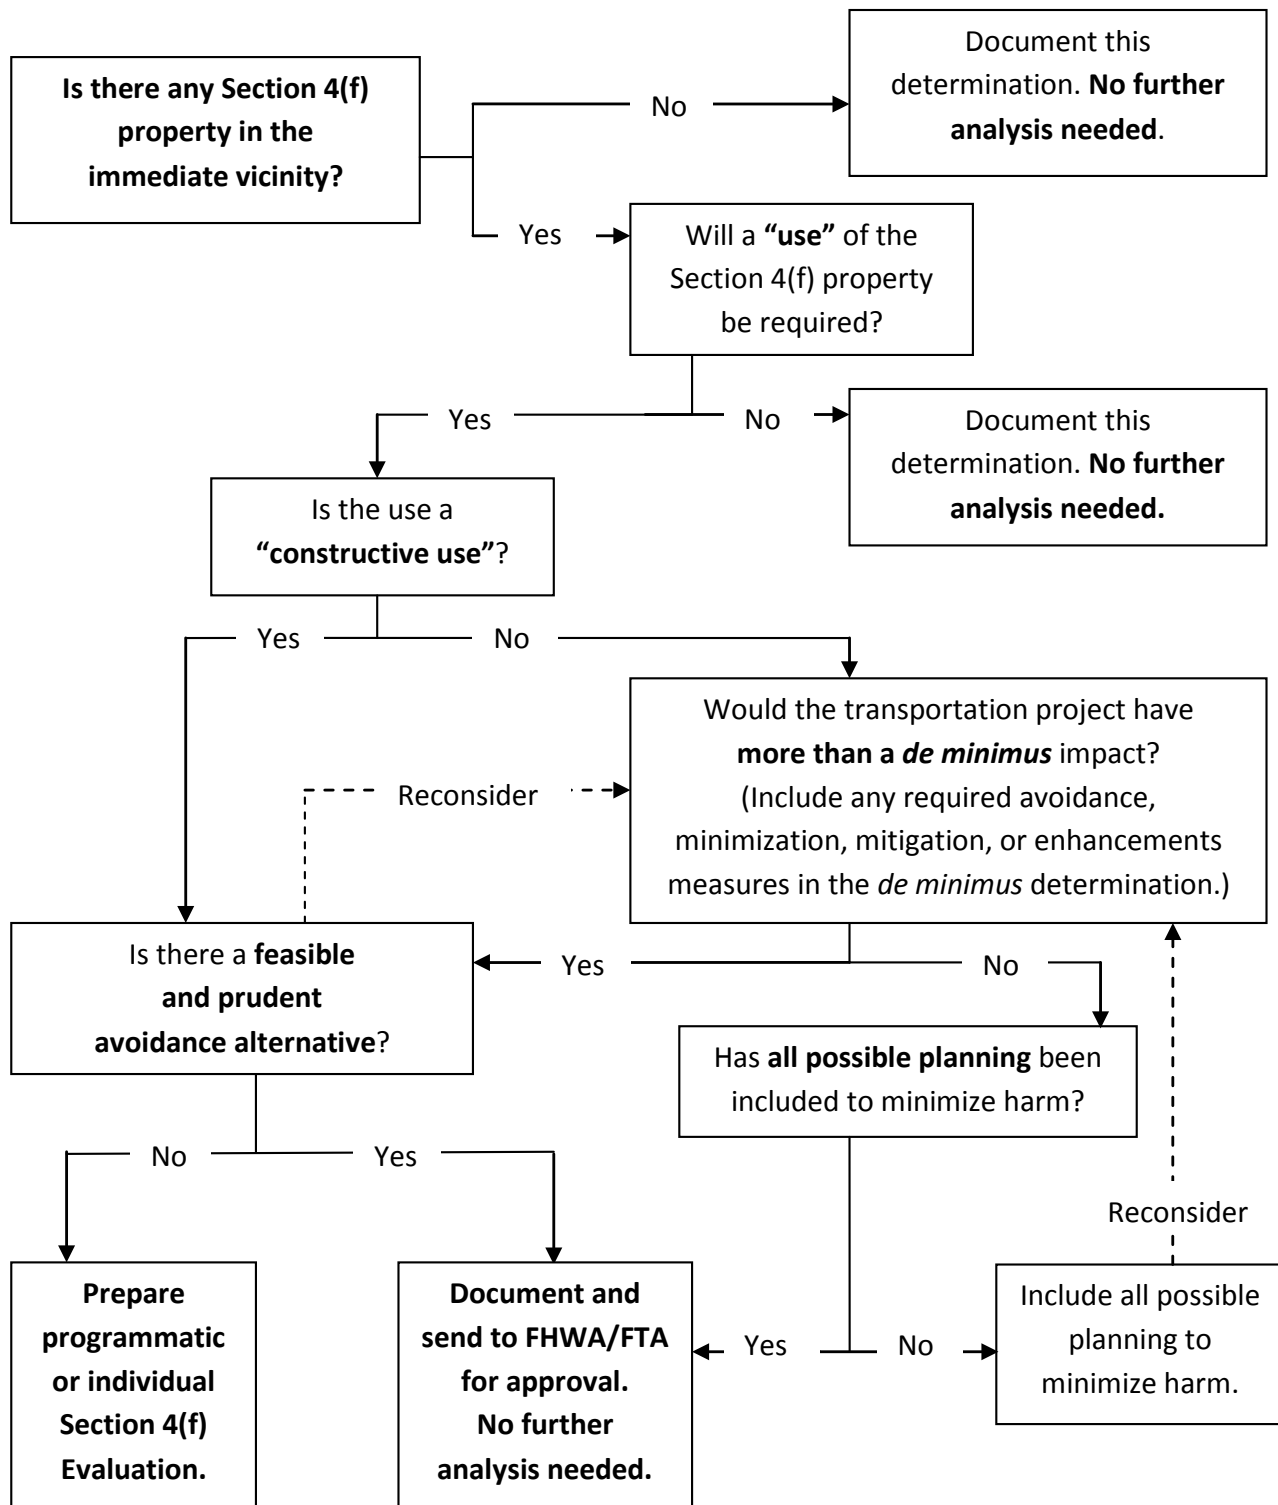 Is there any Section 4(f)
property in the
immediate vicinity?
No
Document this
determination. No further
analysis needed.
Yes
Will a “use” of the
Section 4(f) property
be required?
Yes
No
Document this
determination. No further
analysis needed.
Is the use a
“constructive use”?
Yes
No
Would the transportation project have
more than a de minimus impact?
(Include any required avoidance,
minimization, mitigation, or enhancements
measures in the de minimus determination.)
Reconsider
Is there a feasible
and prudent
avoidance alternative?
Yes
No
Has all possible planning been
included to minimize harm?
No
Yes
Reconsider
Prepare
programmatic
or individual
Section 4(f)
Evaluation.
Document and
send to FHWA/FTA
for approval.
No further
analysis needed.
Yes
No
Include all possible
planning to
minimize harm.